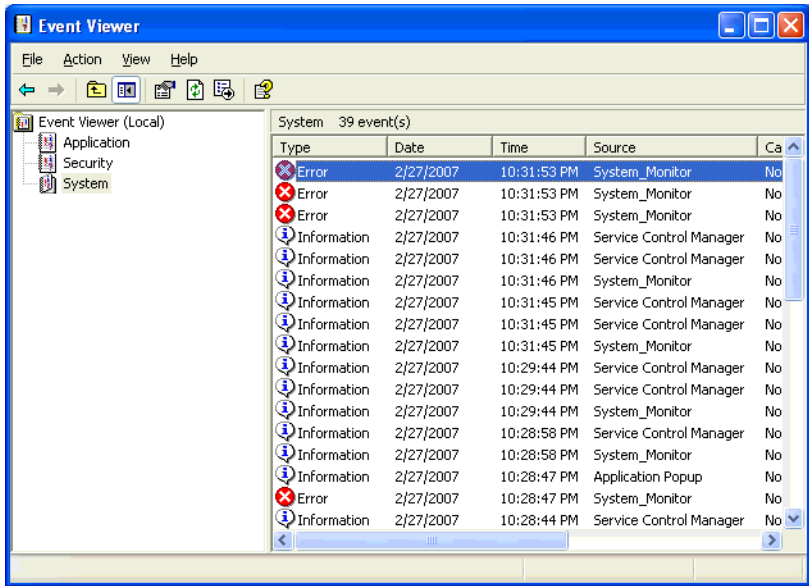 Event Viewer
File Action View Help
Event Viewer (Local)
Application
Security
System
System 39 event(s)
Type Date Time Source Ca
Error 2/27/2007 10:31:53 PM System_Monitor No
Error 2/27/2007 10:31:53 PM System_Monitor No
Error 2/27/2007 10:31:53 PM System_Monitor No
Information 2/27/2007 10:31:46 PM Service Control Manager No
Information 2/27/2007 10:31:46 PM Service Control Manager No
Information 2/27/2007 10:31:46 PM System_Monitor No
Information 2/27/2007 10:31:45 PM Service Control Manager No
Information 2/27/2007 10:31:45 PM Service Control Manager No
Information 2/27/2007 10:31:45 PM System_Monitor No
Information 2/27/2007 10:29:44 PM Service Control Manager No
Information 2/27/2007 10:29:44 PM Service Control Manager No
Information 2/27/2007 10:29:44 PM System_Monitor No
Information 2/27/2007 10:28:58 PM Service Control Manager No
Information 2/27/2007 10:28:58 PM System_Monitor No
Information 2/27/2007 10:28:47 PM Application Popup No
Error 2/27/2007 10:28:47 PM System_Monitor No
Information 2/27/2007 10:28:44 PM Service Control Manager No